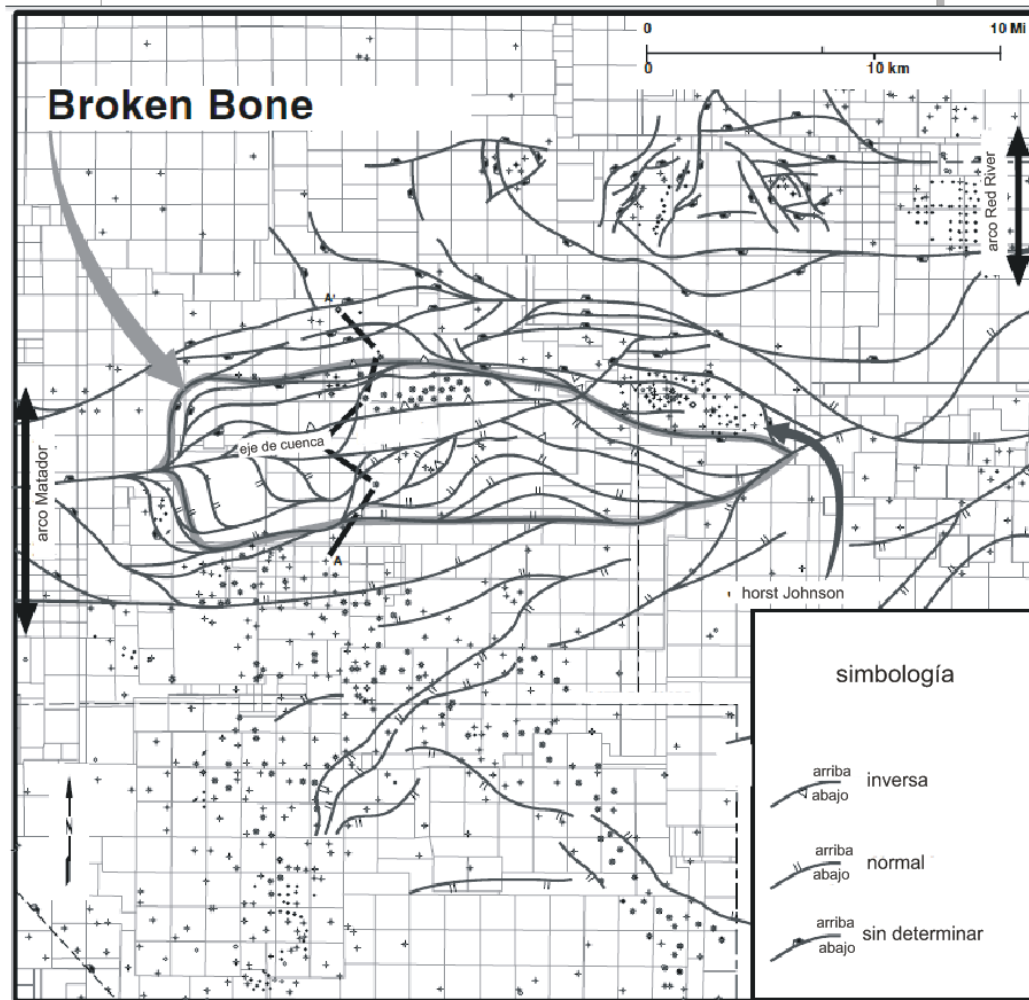 0 10 Mi
0 10 km
Broken Bone
arco Red River
A'
eje de cuenca
arco Matador
A
horst Johnson
simbología
arriba
abajo
inversa
arriba
abajo
normal
arriba
abajo
sin determinar
N